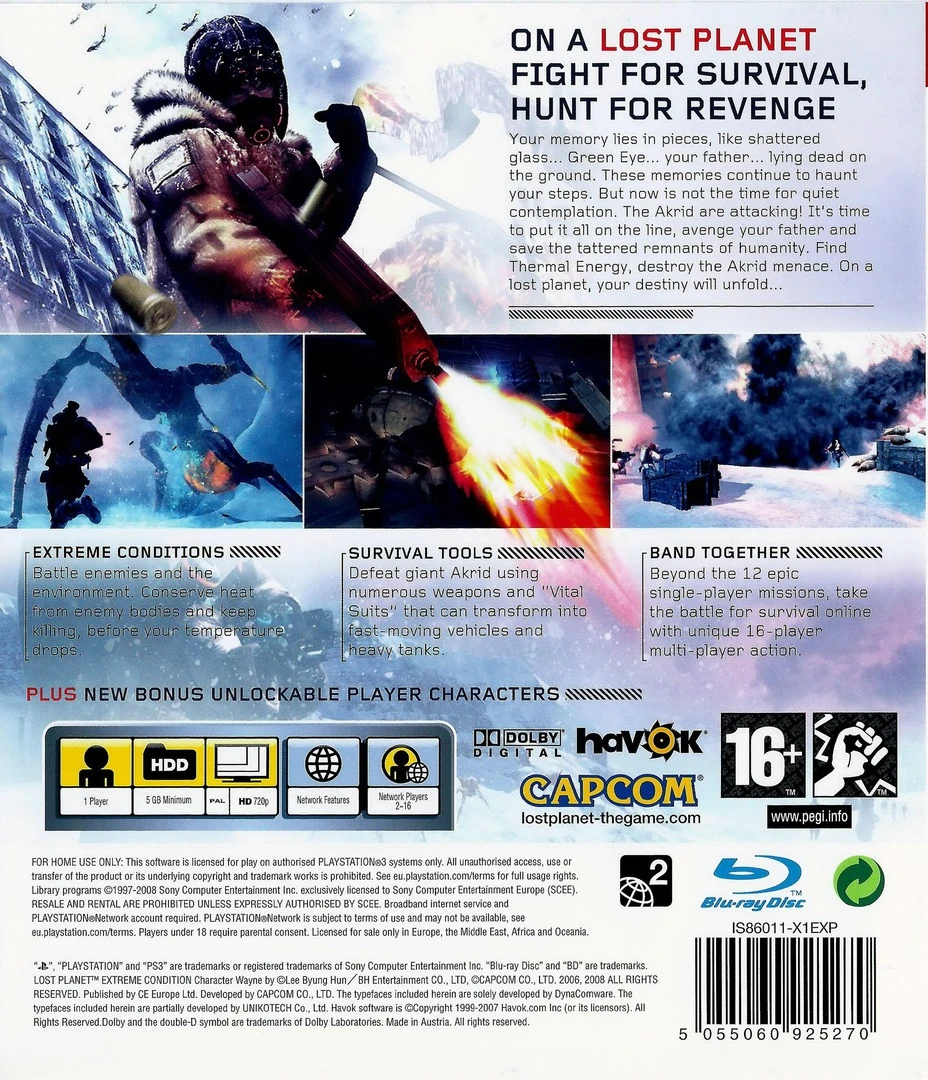 ON A LOST PLANET
FIGHT FOR SURVIVAL,
HUNT FOR REVENGE
Your memory lies in pieces, like shattered
glass... Green Eye... your father... lying dead on
the ground. These memories continue to haunt
your steps. But now is not the time for quiet
contemplation. The Akrid are attacking! It's time
to put it all on the line, avenge your father and
save the tattered remnants of humanity. Find
Thermal Energy, destroy the Akrid menace. On a
lost planet, your destiny will unfold...
EXTREME CONDITIONS
Battle enemies and the
environment. Conserve heat
from enemy bodies and keep
killing, before your temperature
drops.
SURVIVAL TOOLS
Defeat giant Akrid using
numerous weapons and "Vital
Suits" that can transform into
fast-moving vehicles and
heavy tanks.
BAND TOGETHER
Beyond the 12 epic
single-player missions, take
the battle for survival online
with unique 16-player
multi-player action.
PLUS NEW BONUS UNLOCKABLE PLAYER CHARACTERS
HDD
1 Player
5 GB Minimum
PAL HD 720p
Network Features
Network Players
2-16
DOLBY
DIGITAL
havok®
CAPCOM®
lostplanet-thegame.com
16+
TM
TM
www.pegi.info
FOR HOME USE ONLY: This software is licensed for play on authorised PLAYSTATION®3 systems only. All unauthorised access, use or
transfer of the product or its underlying copyright and trademark works is prohibited. See eu.playstation.com/terms for full usage rights.
Library programs ©1997-2008 Sony Computer Entertainment Inc. exclusively licensed to Sony Computer Entertainment Europe (SCEE).
RESALE AND RENTAL ARE PROHIBITED UNLESS EXPRESSLY AUTHORISED BY SCEE. Broadband internet service and
PLAYSTATION®Network account required. PLAYSTATION®Network is subject to terms of use and may not be available, see
eu.playstation.com/terms. Players under 18 require parental consent. Licensed for sale only in Europe, the Middle East, Africa and Oceania.
2
Blu-ray Disc
TM
IS86011-X1EXP
" ", "PLAYSTATION" and "PS3" are trademarks or registered trademarks of Sony Computer Entertainment Inc. "Blu-ray Disc" and "BD" are trademarks.
LOST PLANET™ EXTREME CONDITION Character Wayne by ©Lee Byung Hun／BH Entertainment CO., LTD, ©CAPCOM CO., LTD. 2006, 2008 ALL RIGHTS
RESERVED. Published by CE Europe Ltd. Developed by CAPCOM CO., LTD. The typefaces included herein are solely developed by DynaComware. The
typefaces included herein are partially developed by UNIKOTECH Co., Ltd. Havok software is ©Copyright 1999-2007 Havok.com Inc (or its licensors). All
Rights Reserved.Dolby and the double-D symbol are trademarks of Dolby Laboratories. Made in Austria. All rights reserved.
5 055060 925270